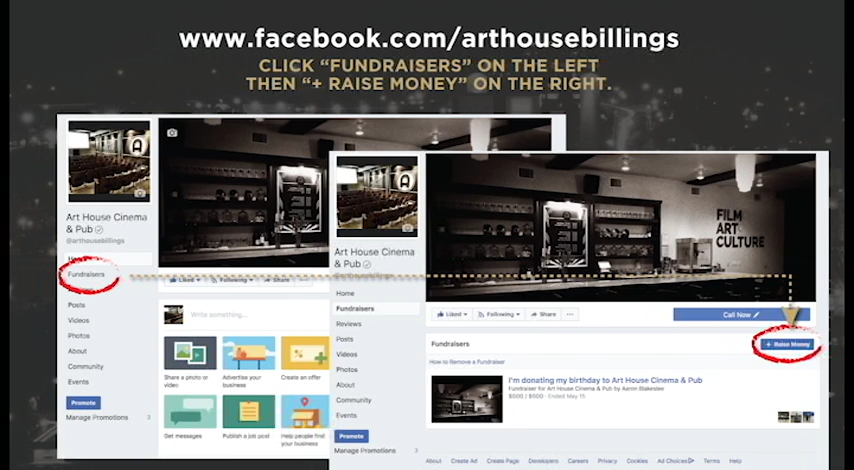 www.facebook.com/arthousebillings
CLICK “FUNDRAISERS” ON THE LEFT
THEN “+ RAISE MONEY” ON THE RIGHT.
Art House Cinema
& Pub
@arthousebillings
Fundraisers
Posts
Videos
Photos
About
Community
Events
Promote
Manage Promotions
Liked
Following
Share
Write something...
Share a photo or
video
Advertise your
business
Create an offer
Get messages
Publish a job post
Help people find
your business
Art House Cinema
& Pub
Home
Fundraisers
Reviews
Posts
Videos
Photos
About
Community
Events
Promote
Manage Promotions
FILM
ART
CULTURE
Liked
Following
Share
...
Call Now
Fundraisers
+ Raise Money
How to Remove a Fundraiser
I'm donating my birthday to Art House Cinema & Pub
Fundraiser for Art House Cinema & Pub by Aaron Blakeslee
$500 / $500 · Ended May 15
About Create Ad Create Page Developers Careers Privacy Cookies Ad Choices Terms Help